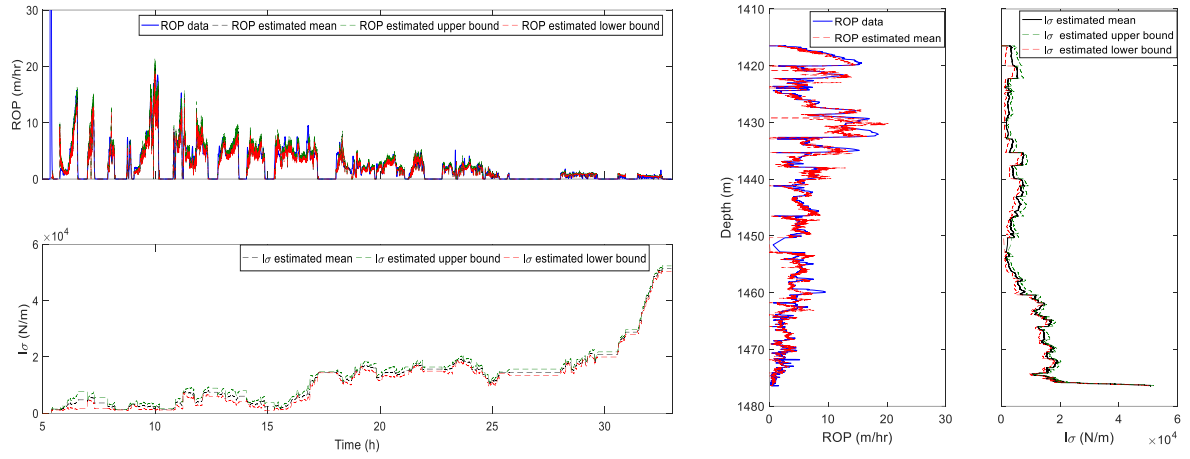 30
20
10
0
ROP (m/hr)
ROP data
ROP estimated mean
ROP estimated upper bound
ROP estimated lower bound
×10⁴
6
4
2
0
Iσ (N/m)
Iσ estimated mean
Iσ estimated upper bound
Iσ estimated lower bound
5 10 15 20 25 30
Time (h)
1410
1420
1430
1440
1450
1460
1470
1480
Depth (m)
ROP data
ROP estimated mean
0 10 20 30
ROP (m/hr)
Iσ estimated mean
Iσ estimated upper bound
Iσ estimated lower bound
0 2 4 6
×10⁴
Iσ (N/m)